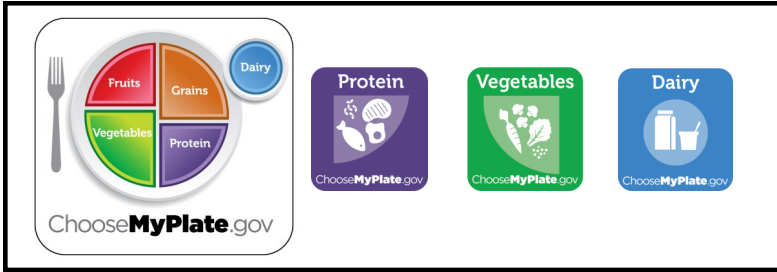 Fruits
Grains
Dairy
Vegetables
Protein
ChooseMyPlate.gov
Protein
ChooseMyPlate.gov
Vegetables
ChooseMyPlate.gov
Dairy
ChooseMyPlate.gov